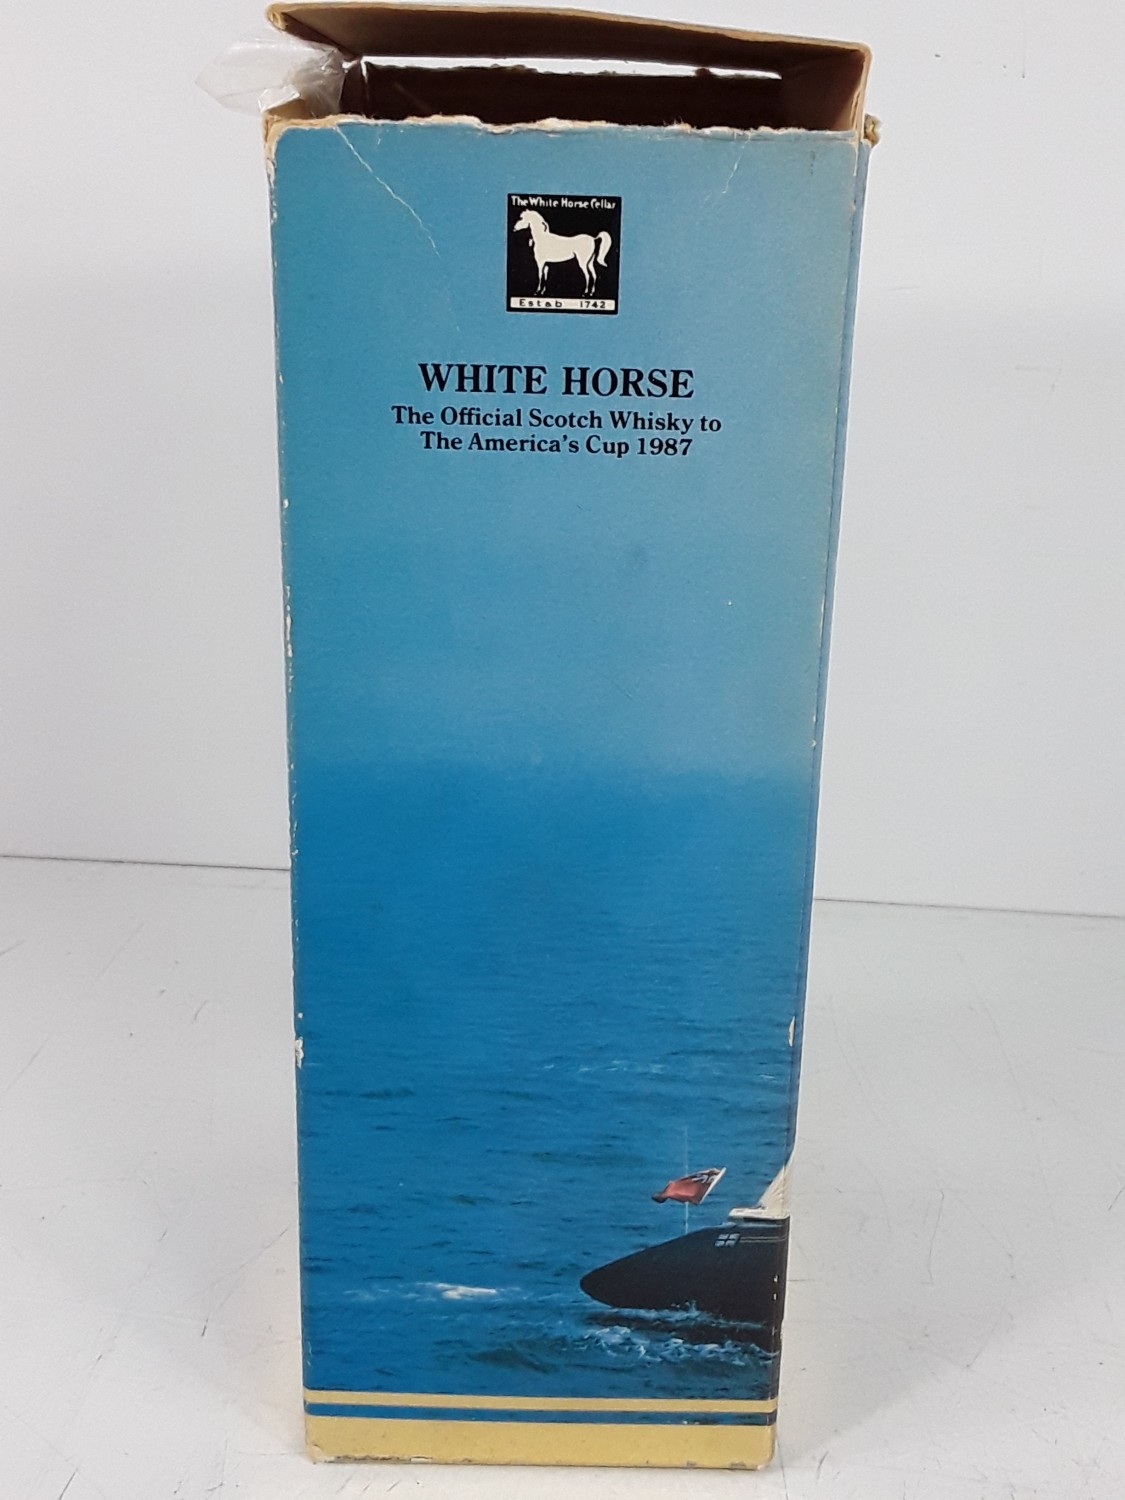 The White Horse Cellar
Estab 1742
WHITE HORSE
The Official Scotch Whisky to
The America's Cup 1987